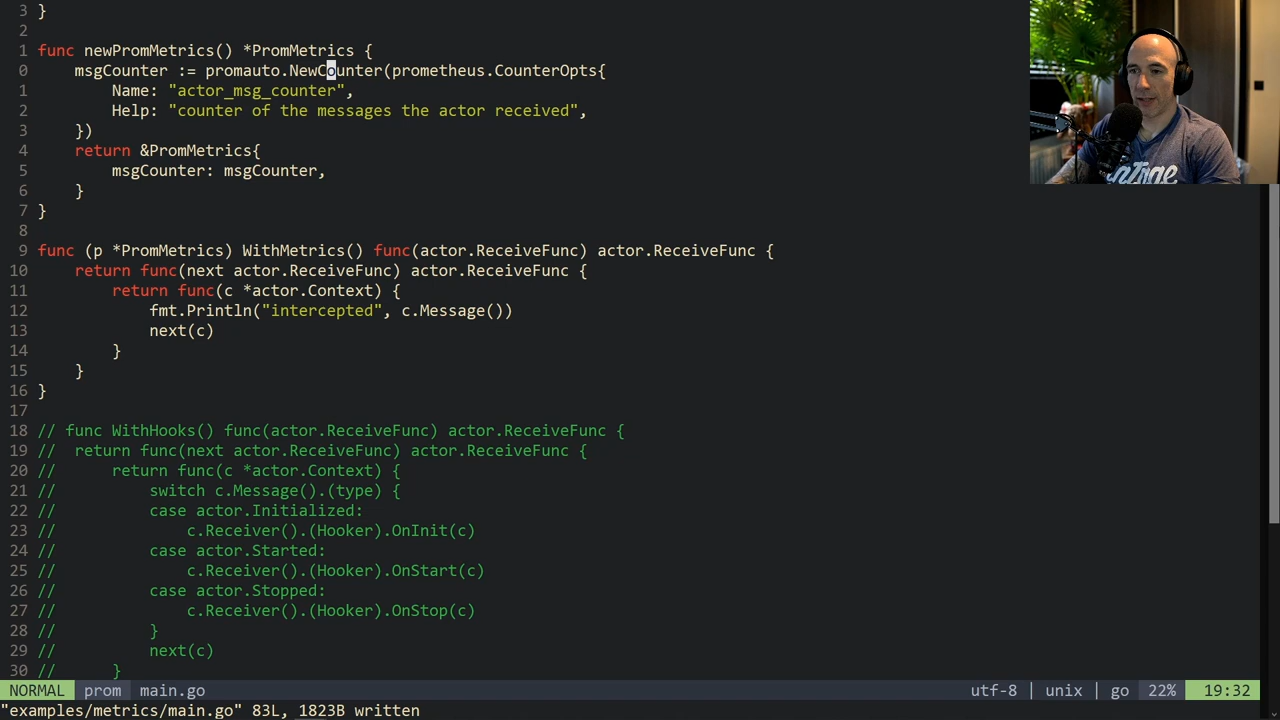 3 }
2
1 func newPromMetrics() *PromMetrics {
0 msgCounter := promauto.NewCounter(prometheus.CounterOpts{
1 Name: "actor_msg_counter",
2 Help: "counter of the messages the actor received",
3 })
4 return &PromMetrics{
5 msgCounter: msgCounter,
6 }
7 }
8
9 func (p *PromMetrics) WithMetrics() func(actor.ReceiveFunc) actor.ReceiveFunc {
10 return func(next actor.ReceiveFunc) actor.ReceiveFunc {
11 return func(c *actor.Context) {
12 fmt.Println("intercepted", c.Message())
13 next(c)
14 }
15 }
16 }
17
18 // func WithHooks() func(actor.ReceiveFunc) actor.ReceiveFunc {
19 // return func(next actor.ReceiveFunc) actor.ReceiveFunc {
20 // return func(c *actor.Context) {
21 // switch c.Message().(type) {
22 // case actor.Initialized:
23 // c.Receiver().(Hooker).OnInit(c)
24 // case actor.Started:
25 // c.Receiver().(Hooker).OnStart(c)
26 // case actor.Stopped:
27 // c.Receiver().(Hooker).OnStop(c)
28 // }
29 // next(c)
30 // }
NORMAL prom main.go utf-8 | unix | go 22% 19:32
"examples/metrics/main.go" 83L, 1823B written